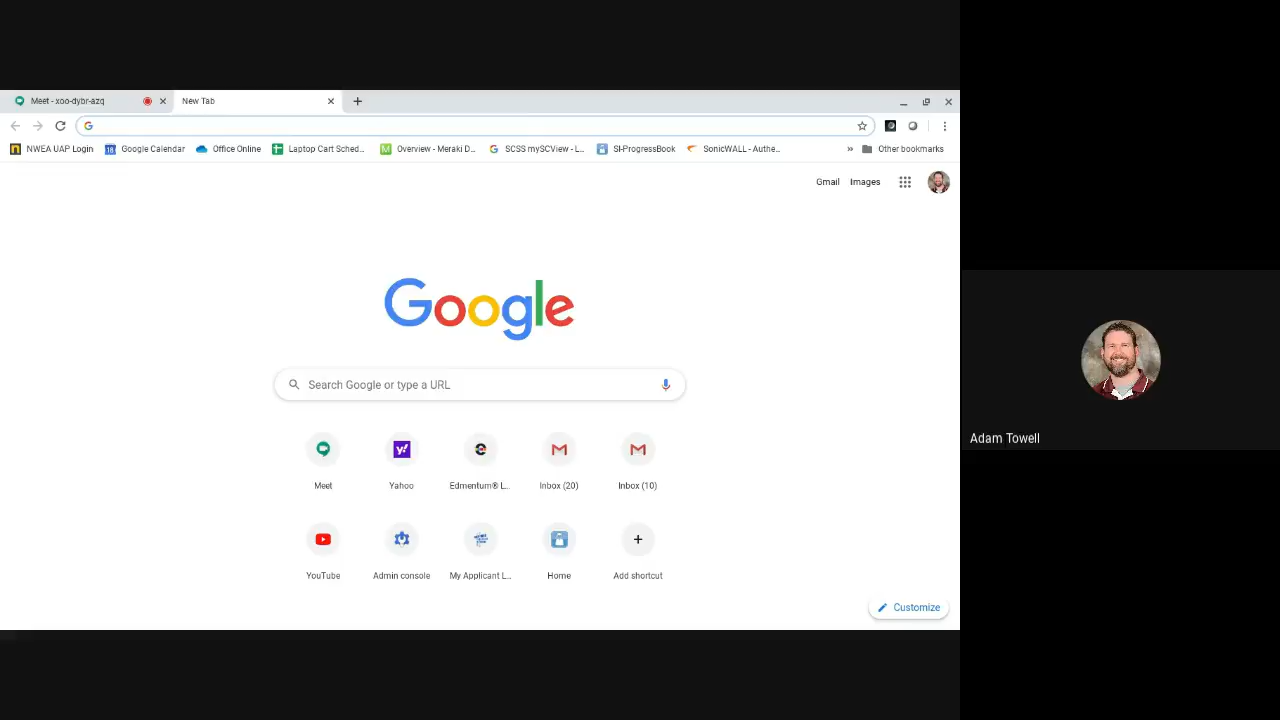 Meet - xoo-dybr-azq
New Tab
NWEA UAP Login
18
Google Calendar
Office Online
Laptop Cart Sched...
M
Overview - Meraki D...
SCSS mySCView - L...
SI-ProgressBook
SonicWALL - Authe...
»
Other bookmarks
Gmail
Images
Google
Search Google or type a URL
y!
Meet
Yahoo
Edmentum® L...
Inbox (20)
Inbox (10)
YouTube
Admin console
My Applicant L...
Home
Add shortcut
Customize
Adam Towell